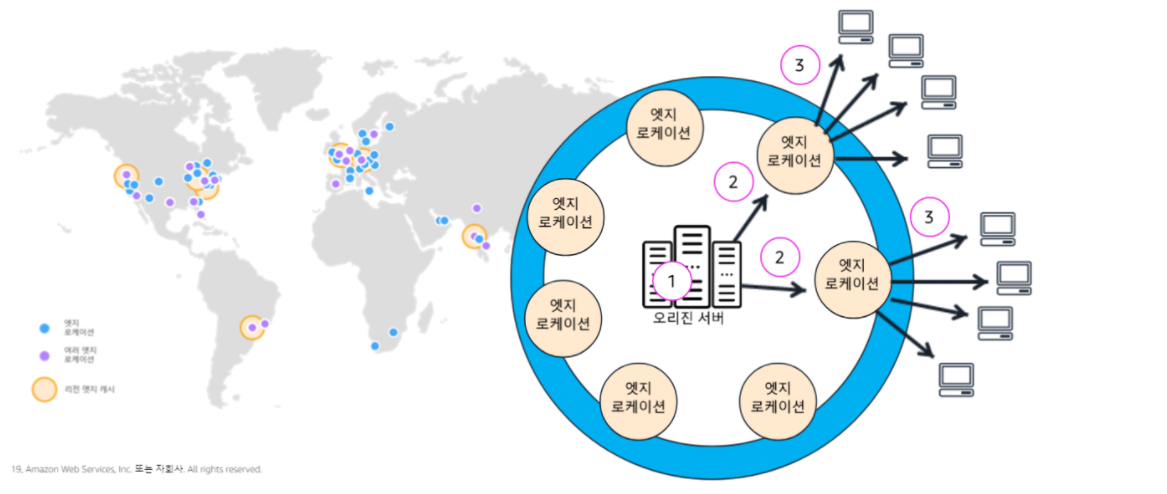 엣지
로케이션
여러 엣지
로케이션
리전 엣지 캐시
19, Amazon Web Services, Inc. 또는 자회사. All rights reserved.
엣지
로케이션
엣지
로케이션
엣지
로케이션
엣지
로케이션
엣지
로케이션
엣지
로케이션
엣지
로케이션
1
오리진 서버
2
2
3
3